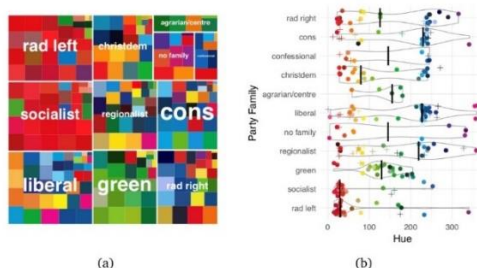 agrarian/centre
rad left
christdem
no family
socialist
regionalist
cons
liberal
green
rad right
(a)
(b)
Party Family
rad right
cons
confessional
christdem
agrarian/centre
liberal
no family
regionalist
green
socialist
rad left
0
100
200
300
Hue